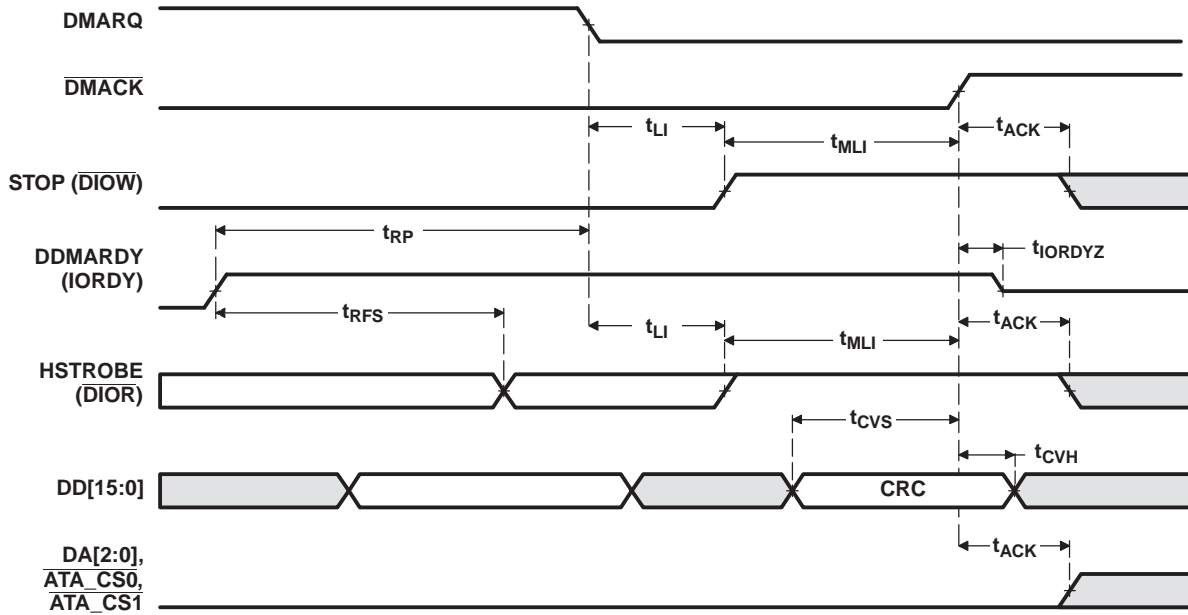 DMARQ
DMACK
tLI
tMLI
tACK
STOP (DIOW)
tRP
DDMARDY
(IORDY)
tIORDYZ
tRFS
tLI
tMLI
tACK
HSTROBE
(DIOR)
tCVS
tCVH
DD[15:0]
CRC
tACK
DA[2:0],
ATA_CS0,
ATA_CS1